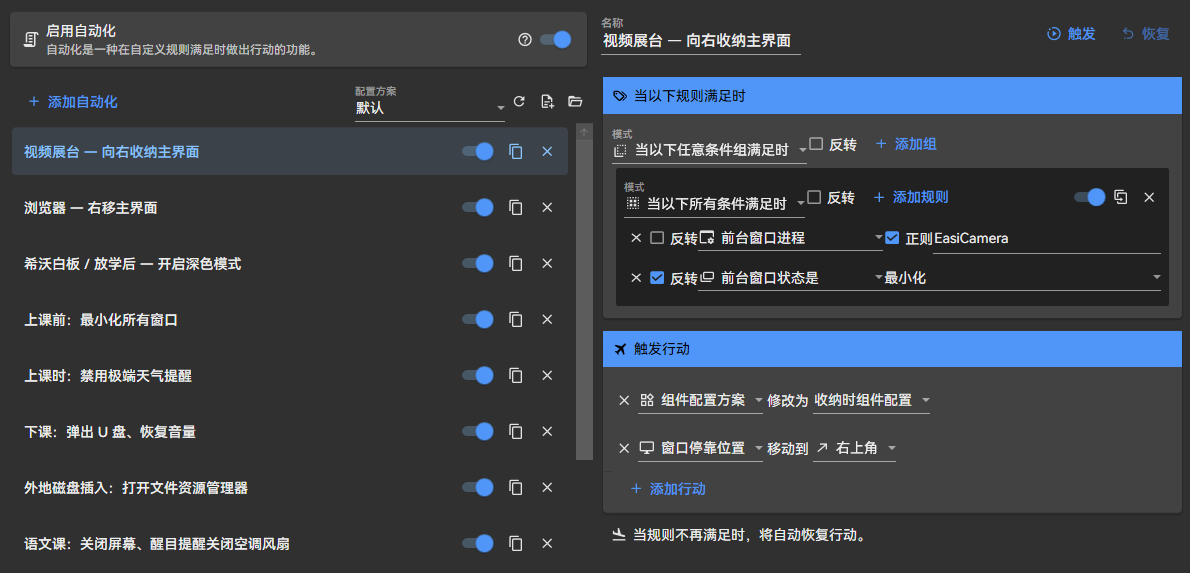 启用自动化
自动化是一种在自定义规则满足时做出行动的功能。
添加自动化
配置方案
默认
视频展台 — 向右收纳主界面
浏览器 — 右移主界面
希沃白板 / 放学后 — 开启深色模式
上课前：最小化所有窗口
上课时：禁用极端天气提醒
下课：弹出 U 盘、恢复音量
外地磁盘插入：打开文件资源管理器
语文课：关闭屏幕、醒目提醒关闭空调风扇
名称
视频展台 — 向右收纳主界面
触发 恢复
当以下规则满足时
模式
当以下任意条件组满足时 反转 添加组
模式
当以下所有条件满足时 反转 添加规则
反转 前台窗口进程 正则 EasiCamera
反转 前台窗口状态是 最小化
触发行动
组件配置方案 修改为 收纳时组件配置
窗口停靠位置 移动到 右上角
添加行动
当规则不再满足时，将自动恢复行动。